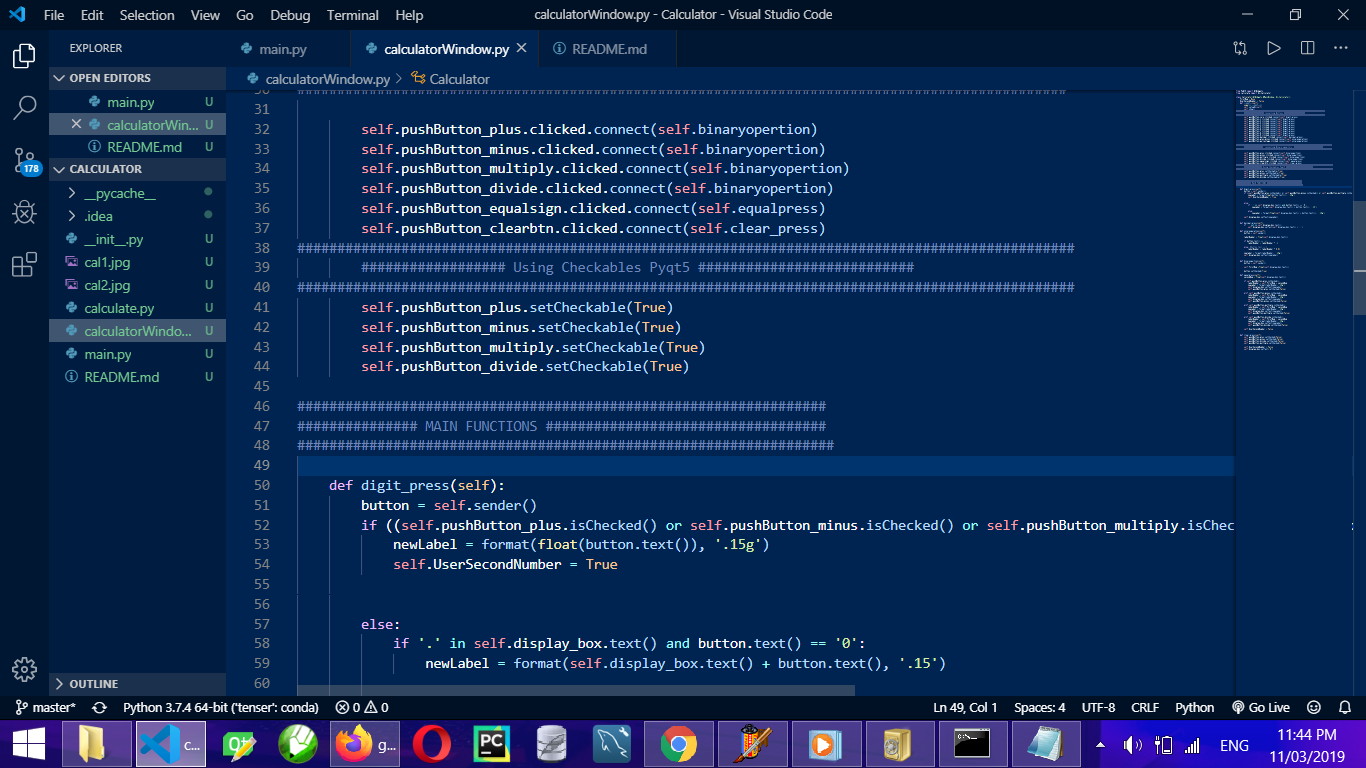 File Edit Selection View Go Debug Terminal Help
calculatorWindow.py - Calculator - Visual Studio Code
EXPLORER
OPEN EDITORS
main.py U
calculatorWin... U
README.md U
CALCULATOR
__pycache__
.idea
__init__.py U
cal1.jpg U
cal2.jpg U
calculate.py U
calculatorWindo... U
main.py U
README.md U
OUTLINE
178
main.py
calculatorWindow.py
README.md
calculatorWindow.py > Calculator
31
32 self.pushButton_plus.clicked.connect(self.binaryopertion)
33 self.pushButton_minus.clicked.connect(self.binaryopertion)
34 self.pushButton_multiply.clicked.connect(self.binaryopertion)
35 self.pushButton_divide.clicked.connect(self.binaryopertion)
36 self.pushButton_equalsign.clicked.connect(self.equalpress)
37 self.pushButton_clearbtn.clicked.connect(self.clear_press)
38 #################################################################################################
39 ################## Using Checkables Pyqt5 ###########################
40 #################################################################################################
41 self.pushButton_plus.setCheckable(True)
42 self.pushButton_minus.setCheckable(True)
43 self.pushButton_multiply.setCheckable(True)
44 self.pushButton_divide.setCheckable(True)
45
46 ##################################################################
47 ############### MAIN FUNCTIONS ###################################
48 ###################################################################
49
50 def digit_press(self):
51 button = self.sender()
52 if ((self.pushButton_plus.isChecked() or self.pushButton_minus.isChecked() or self.pushButton_multiply.isChec
53 newLabel = format(float(button.text()), '.15g')
54 self.UserSecondNumber = True
55
56
57 else:
58 if '.' in self.display_box.text() and button.text() == '0':
59 newLabel = format(self.display_box.text() + button.text(), '.15')
60
master* Python 3.7.4 64-bit ('tenser': conda) 0 0
Ln 49, Col 1 Spaces: 4 UTF-8 CRLF Python Go Live
c...
Qt
g...
PC
ENG
11:44 PM
11/03/2019